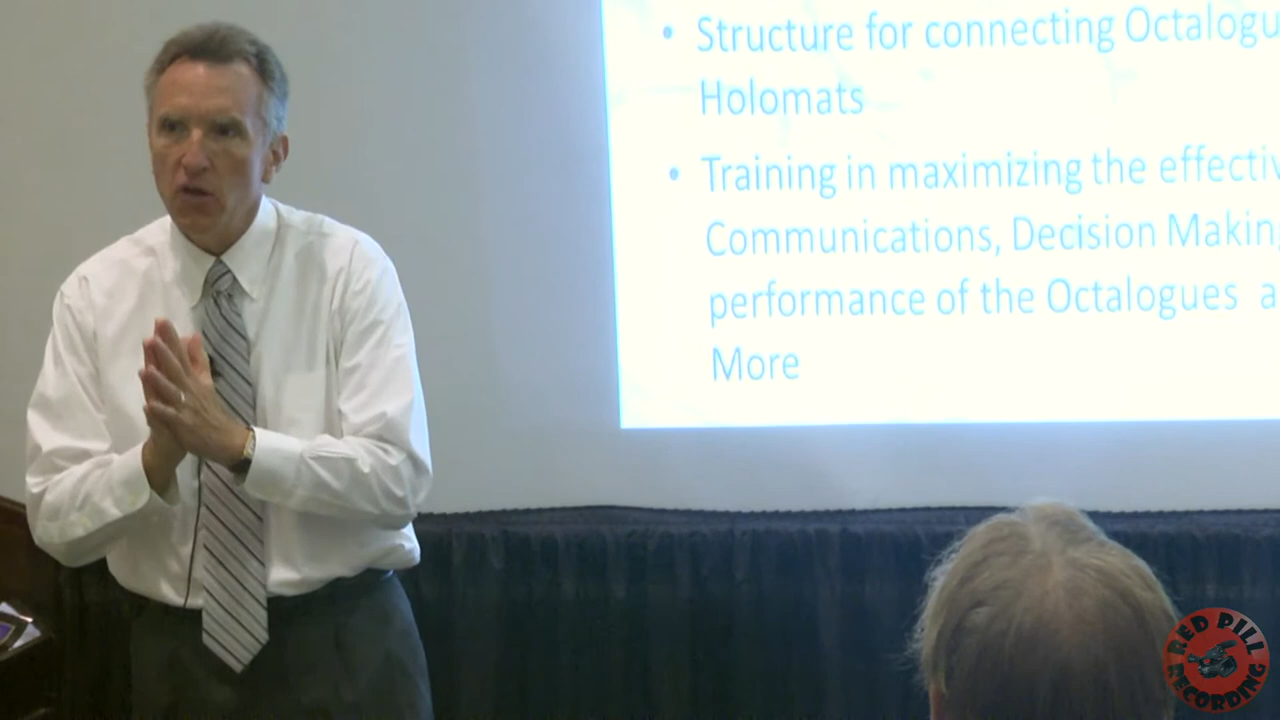 • Structure for connecting Octalogu
Holomats
• Training in maximizing the effectiv
Communications, Decision Making
performance of the Octalogues a
More
RED PILL
RECORDING